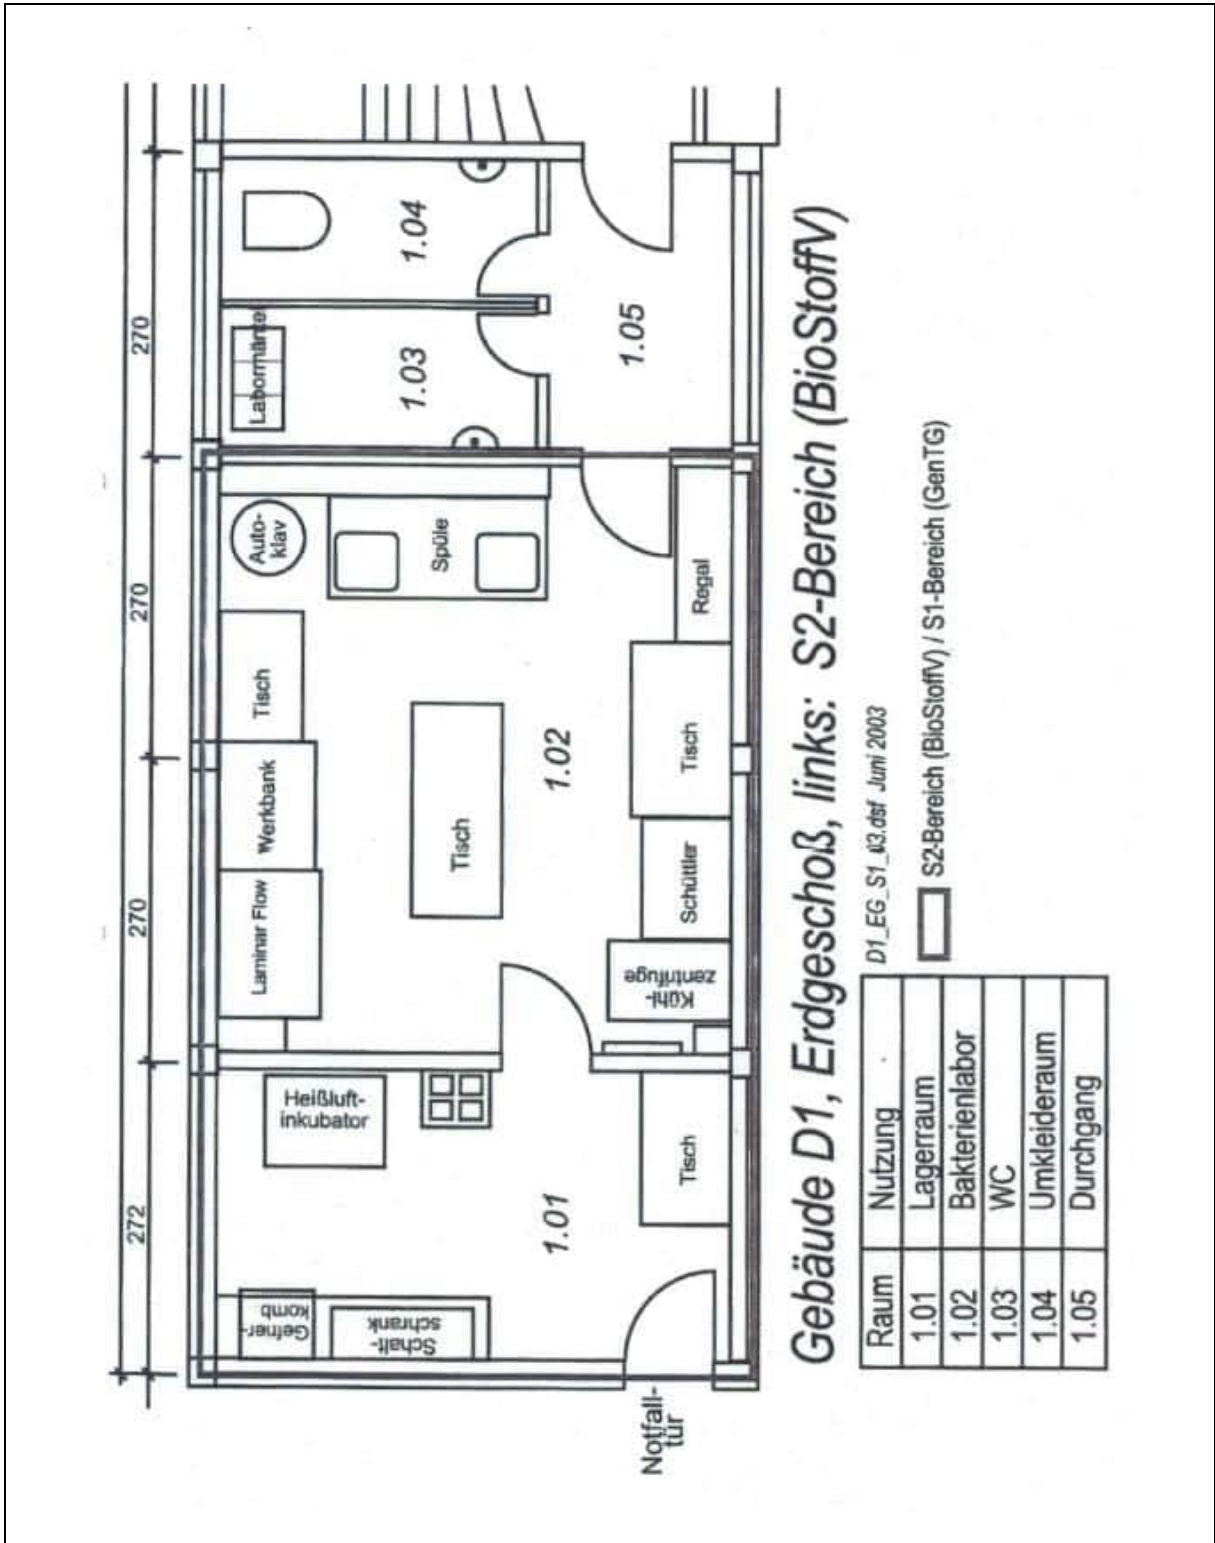 272
270
270
270
Gefrier-
komb
Schalt-
schrank
Heißluft-
inkubator
1.01
Tisch
Notfall-
tür
Laminar Flow
Werkbank
Tisch
Auto-
klav
Spüle
Tisch
1.02
Kühl-
zentrifuge
Schüttler
Tisch
Regal
Labormäntel
1.03
1.04
1.05
Gebäude D1, Erdgeschoß, links: S2-Bereich (BioStoffV)
D1_EG_S1_03.dsf Juni 2003
S2-Bereich (BioStoffV) / S1-Bereich (GenTG)
Raum Nutzung
1.01 Lagerraum
1.02 Bakterienlabor
1.03 WC
1.04 Umkleideraum
1.05 Durchgang